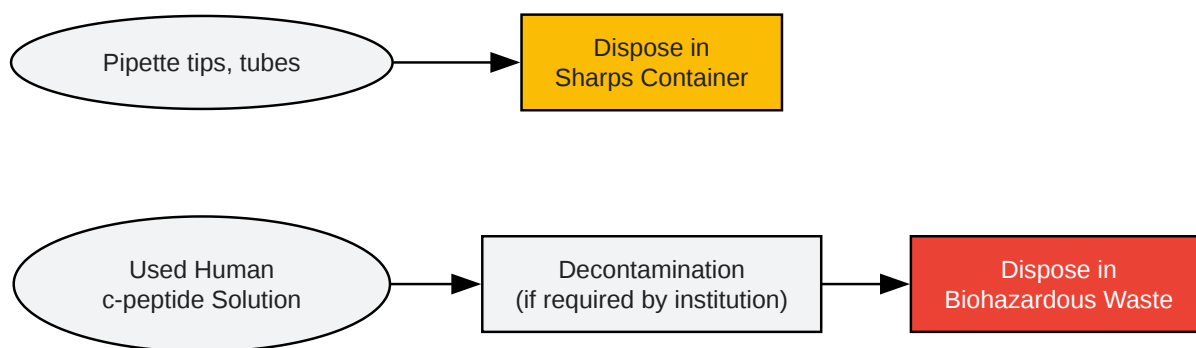 Pipette tips, tubes
Dispose in
Sharps Container
Used Human
c-peptide Solution
Decontamination
(if required by institution)
Dispose in
Biohazardous Waste